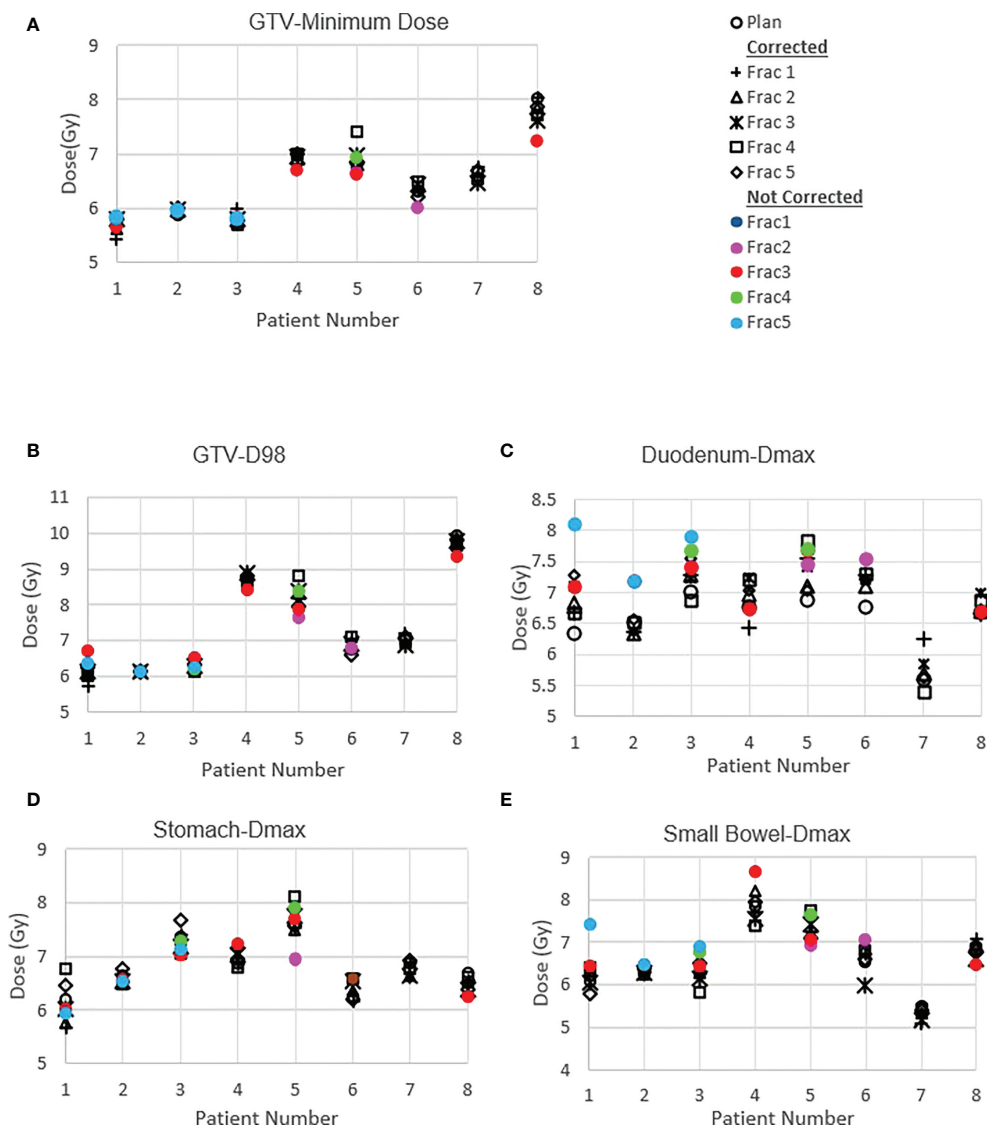 A
GTV-Minimum Dose
9
8
7
6
5
Dose(Gy)
1 2 3 4 5 6 7 8
Patient Number
Plan
Corrected
Frac 1
Frac 2
Frac 3
Frac 4
Frac 5
Not Corrected
Frac1
Frac2
Frac3
Frac4
Frac5
B
GTV-D98
11
10
9
8
7
6
5
Dose (Gy)
1 2 3 4 5 6 7 8
Patient Number
C
Duodenum-Dmax
8.5
8
7.5
7
6.5
6
5.5
5
Dose (Gy)
1 2 3 4 5 6 7 8
Patient Number
D
Stomach-Dmax
9
8
7
6
5
Dose (Gy)
1 2 3 4 5 6 7 8
Patient Number
E
Small Bowel-Dmax
9
8
7
6
5
4
Dose (Gy)
1 2 3 4 5 6 7 8
Patient Number